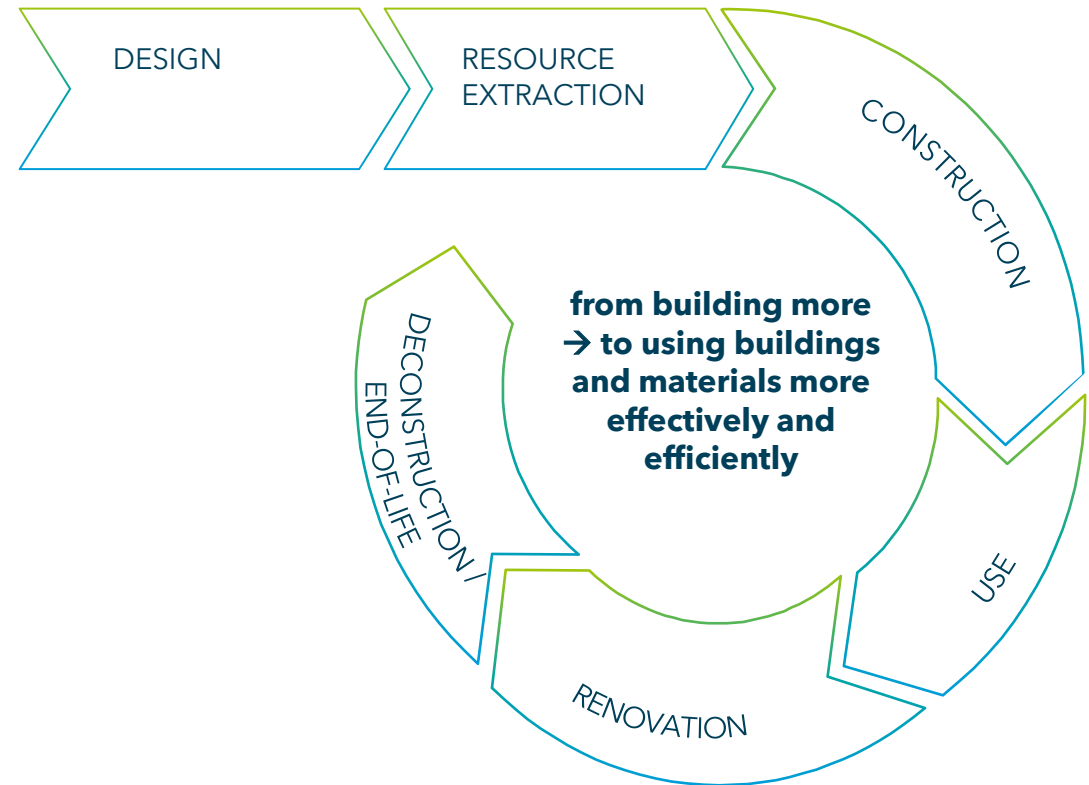 DESIGN
RESOURCE
EXTRACTION
CONSTRUCTION
USE
RENOVATION
DECONSTRUCTION /
END-OF-LIFE
from building more
→ to using buildings
and materials more
effectively and
efficiently